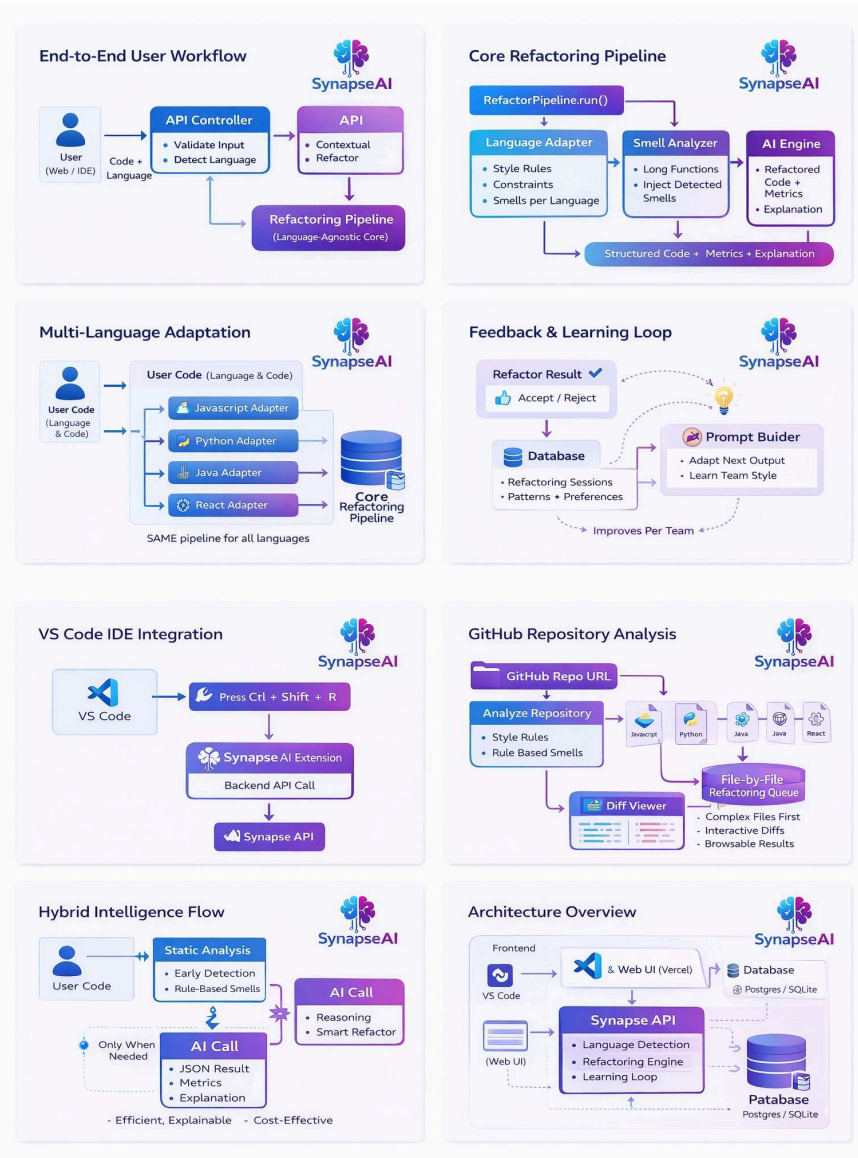 End-to-End User Workflow
SynapseAI
User
(Web / IDE)
Code +
Language
API Controller
• Validate Input
• Detect Language
API
• Contextual
• Refactor
Refactoring Pipeline
(Language-Agnostic Core)
Core Refactoring Pipeline
SynapseAI
RefactorPipeline.run()
Language Adapter
• Style Rules
• Constraints
• Smells per Language
Smell Analyzer
• Long Functions
• Inject Detected
Smells
AI Engine
• Refactored
Code +
Metrics
• Explanation
Structured Code + Metrics + Explanation
Multi-Language Adaptation
SynapseAI
User Code
(Language
& Code)
User Code (Language & Code)
Javascript Adapter
Python Adapter
Java Adapter
React Adapter
Core
Refactoring
Pipeline
SAME pipeline for all languages
Feedback & Learning Loop
SynapseAI
Refactor Result
Accept / Reject
Database
• Refactoring Sessions
• Patterns + Preferences
Prompt Buider
• Adapt Next Output
• Learn Team Style
Improves Per Team
VS Code IDE Integration
SynapseAI
VS Code
Press Ctl + Shift + R
Synapse AI Extension
Backend API Call
Synapse API
GitHub Repository Analysis
SynapseAI
GitHub Repo URL
Analyze Repository
• Style Rules
• Rule Based Smells
Javascript
Python
Java
Java
React
File-by-File
Refactoring Queue
Diff Viewer
- Complex Files First
- Interactive Diffs
- Browsable Results
Hybrid Intelligence Flow
SynapseAI
User Code
Static Analysis
• Early Detection
• Rule-Based Smells
AI Call
• Reasoning
• Smart Refactor
Only When
Needed
AI Call
• JSON Result
• Metrics
• Explanation
- Efficient, Explainable - Cost-Effective
Architecture Overview
SynapseAI
Frontend
VS Code
& Web UI (Vercel)
Database
Postgres / SQLite
(Web UI)
Synapse API
• Language Detection
• Refactoring Engine
• Learning Loop
Patabase
Postgres / SQLite